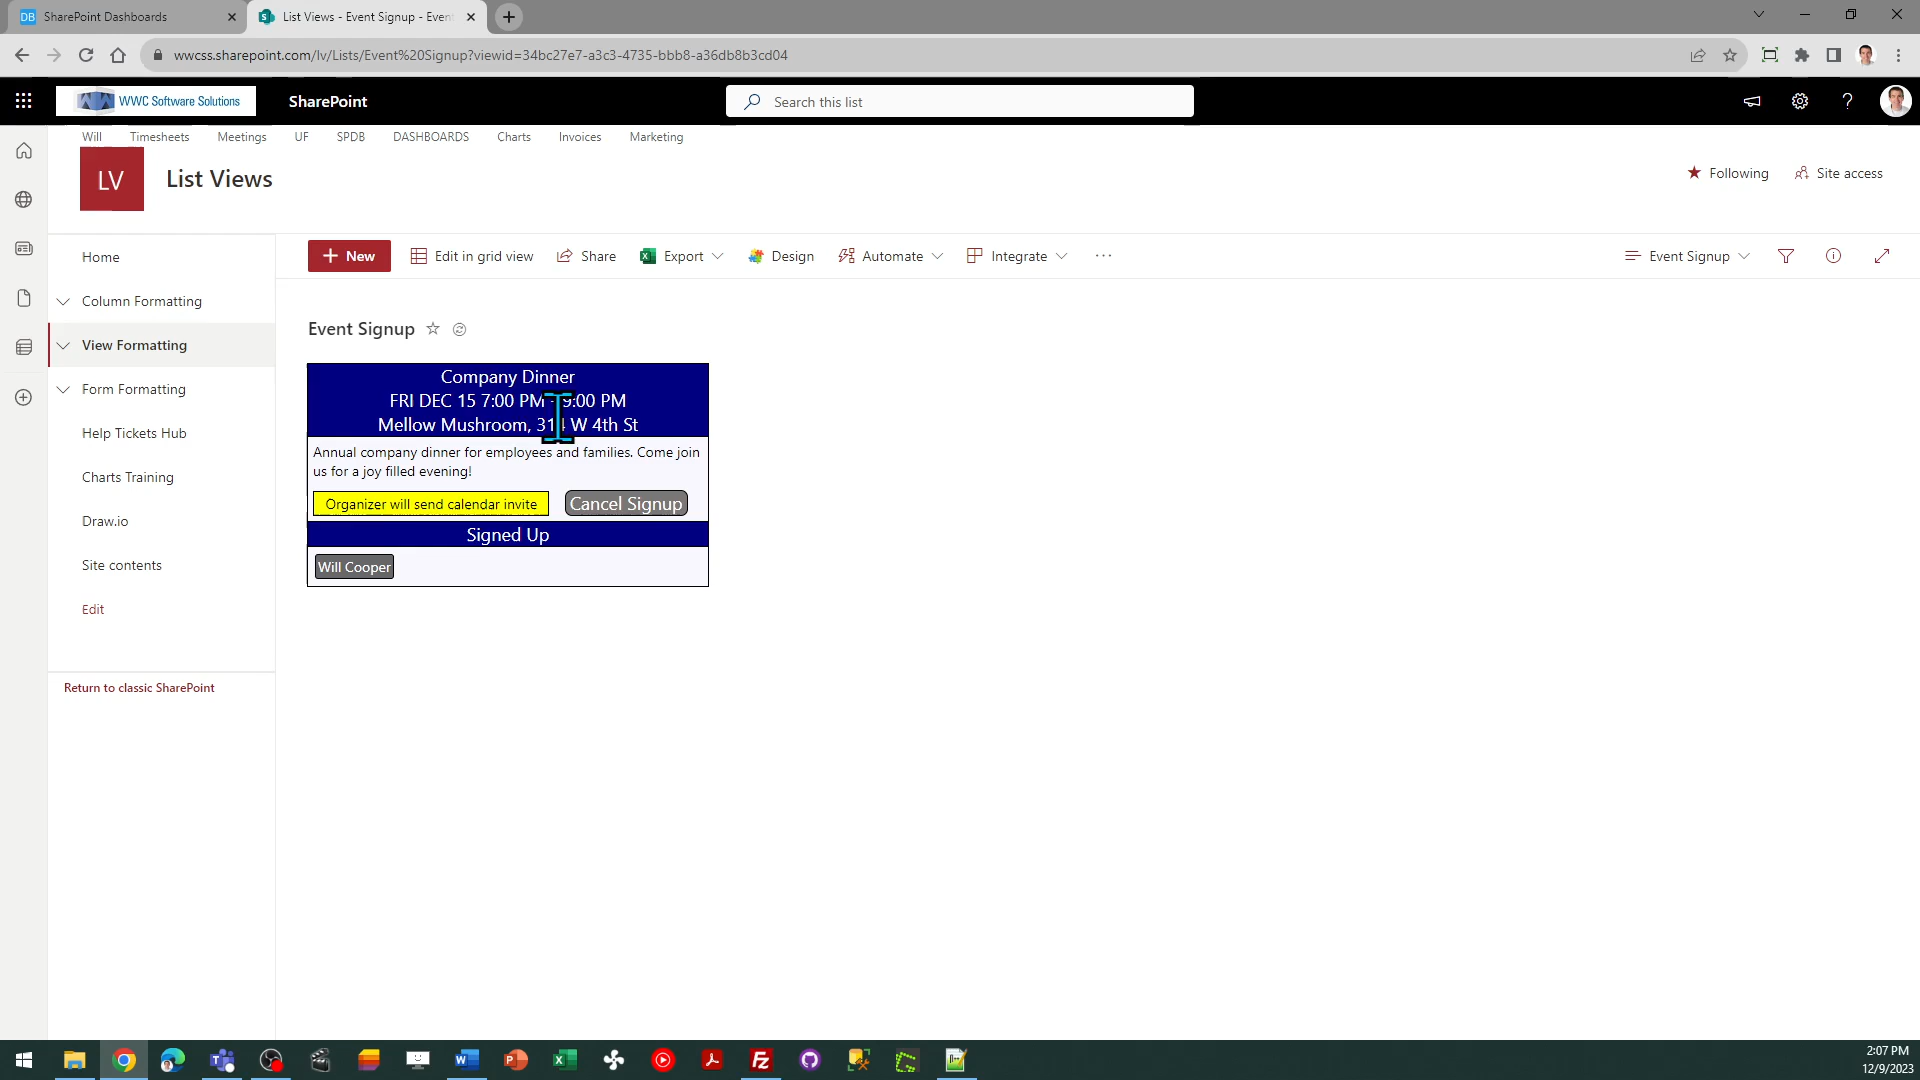 DB SharePoint Dashboards
List Views - Event Signup - Even
wwcss.sharepoint.com/lv/Lists/Event%20Signup?viewid=34bc27e7-a3c3-4735-bbb8-a36db8b3cd04
WWC Software Solutions
SharePoint
Search this list
Will Timesheets Meetings UF SPDB DASHBOARDS Charts Invoices Marketing
LV
List Views
Following
Site access
Home
Column Formatting
View Formatting
Form Formatting
Help Tickets Hub
Charts Training
Draw.io
Site contents
Edit
Return to classic SharePoint
New Edit in grid view Share Export Design Automate Integrate ...
Event Signup
Event Signup
Company Dinner
FRI DEC 15 7:00 PM - 9:00 PM
Mellow Mushroom, 314 W 4th St
Annual company dinner for employees and families. Come join
us for a joy filled evening!
Organizer will send calendar invite
Cancel Signup
Signed Up
Will Cooper
2:07 PM
12/9/2023